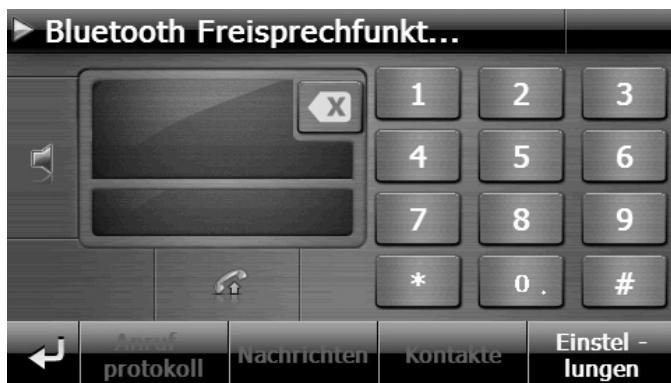 Bluetooth Freisprechfunkt...
X
1 2 3
4 5 6
7 8 9
* 0 . #
Anruf
protokoll
Nachrichten
Kontakte
Einstel -
lungen